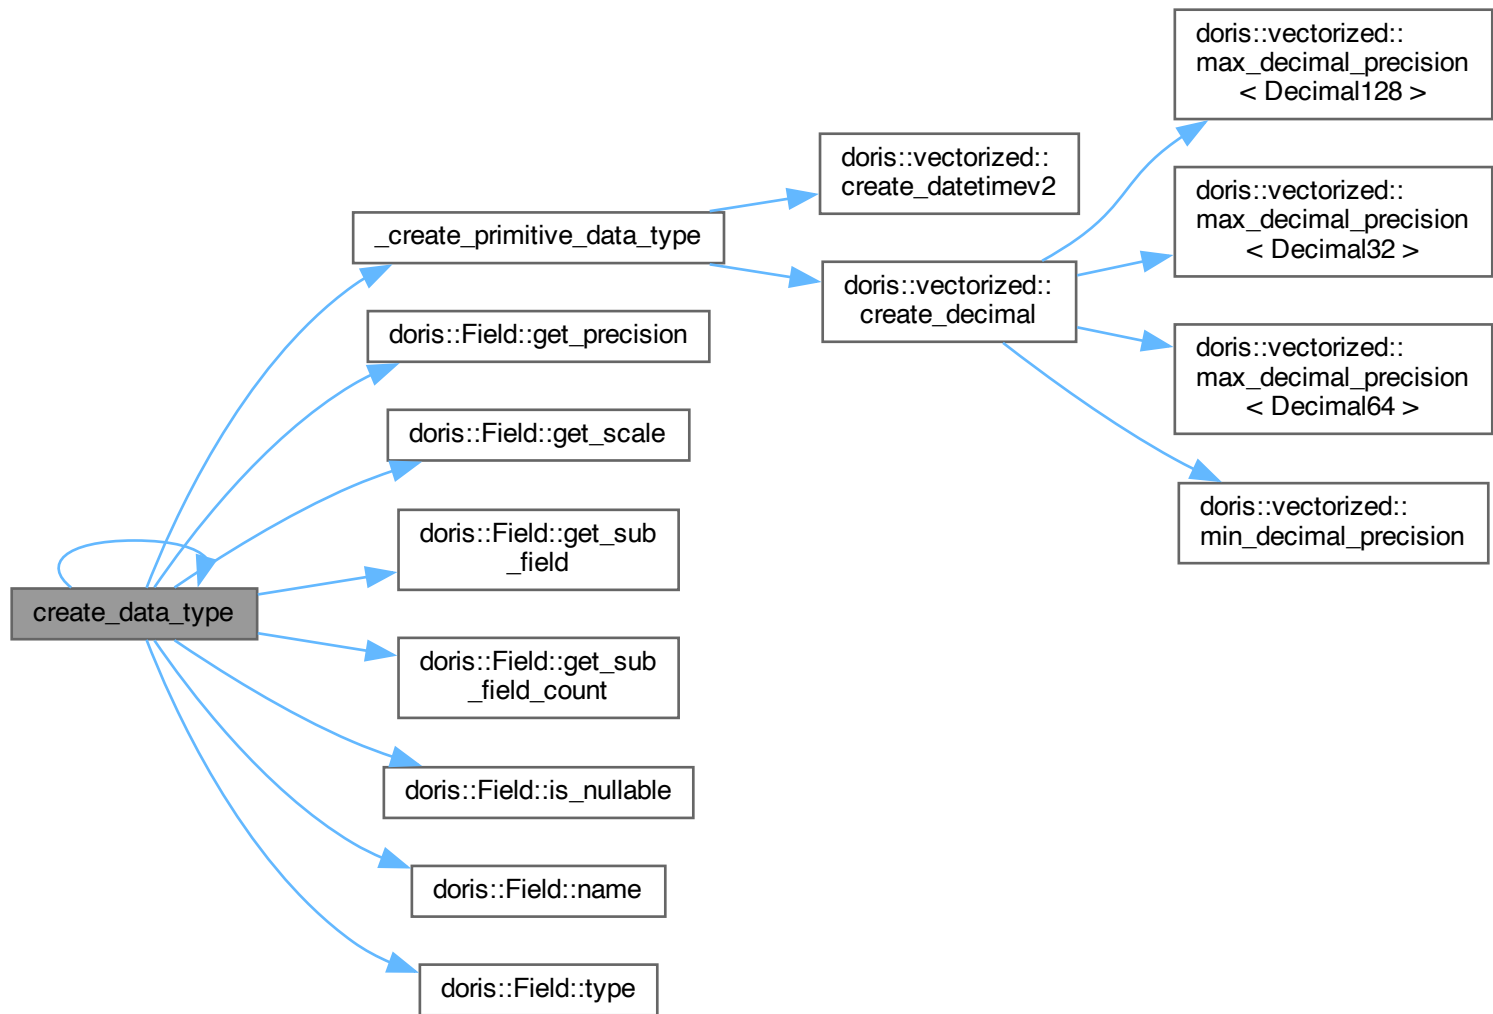 create_data_type
_create_primitive_data_type
doris::Field::get_precision
doris::Field::get_scale
doris::Field::get_sub
_field
doris::Field::get_sub
_field_count
doris::Field::is_nullable
doris::Field::name
doris::Field::type
doris::vectorized::
create_datetimev2
doris::vectorized::
create_decimal
doris::vectorized::
max_decimal_precision
< Decimal128 >
doris::vectorized::
max_decimal_precision
< Decimal32 >
doris::vectorized::
max_decimal_precision
< Decimal64 >
doris::vectorized::
min_decimal_precision